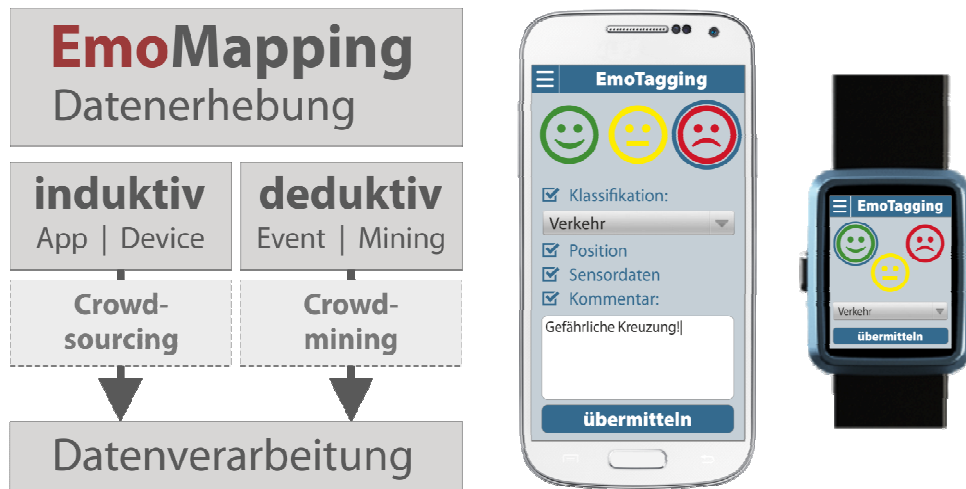 EmoMapping
Datenerhebung
induktiv
App | Device
deduktiv
Event | Mining
Crowd-
sourcing
Crowd-
mining
Datenverarbeitung
EmoTagging
Klassifikation:
Verkehr
Position
Sensordaten
Kommentar:
Gefährliche Kreuzung!
übermitteln
EmoTagging
Verkehr
übermitteln